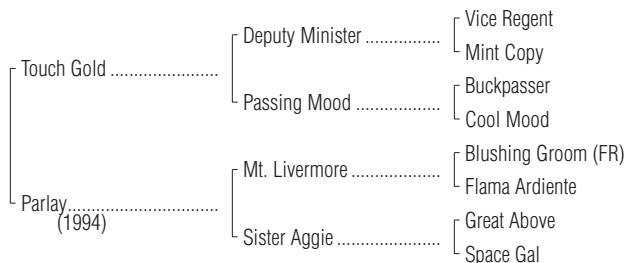 Vice Regent
Deputy Minister ................
Mint Copy
Touch Gold .......................
Buckpasser
Passing Mood ..................
Cool Mood
Blushing Groom (FR)
Mt. Livermore ...................
Flama Ardiente
Parlay................................
(1994)
Great Above
Sister Aggie ......................
Space Gal